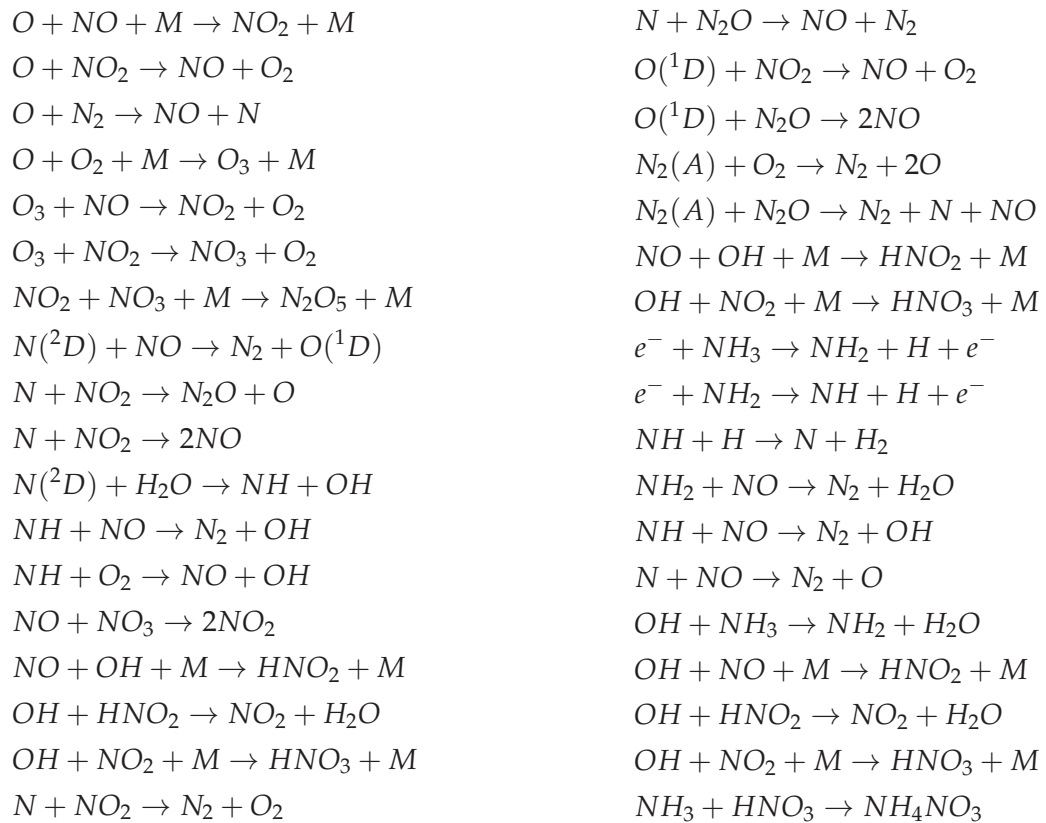 O + NO + M → NO₂ + M
O + NO₂ → NO + O₂
O + N₂ → NO + N
O + O₂ + M → O₃ + M
O₃ + NO → NO₂ + O₂
O₃ + NO₂ → NO₃ + O₂
NO₂ + NO₃ + M → N₂O₅ + M
N(²D) + NO → N₂ + O(¹D)
N + NO₂ → N₂O + O
N + NO₂ → 2NO
N(²D) + H₂O → NH + OH
NH + NO → N₂ + OH
NH + O₂ → NO + OH
NO + NO₃ → 2NO₂
NO + OH + M → HNO₂ + M
OH + HNO₂ → NO₂ + H₂O
OH + NO₂ + M → HNO₃ + M
N + NO₂ → N₂ + O₂
N + N₂O → NO + N₂
O(¹D) + NO₂ → NO + O₂
O(¹D) + N₂O → 2NO
N₂(A) + O₂ → N₂ + 2O
N₂(A) + N₂O → N₂ + N + NO
NO + OH + M → HNO₂ + M
OH + NO₂ + M → HNO₃ + M
e⁻ + NH₃ → NH₂ + H + e⁻
e⁻ + NH₂ → NH + H + e⁻
NH + H → N + H₂
NH₂ + NO → N₂ + H₂O
NH + NO → N₂ + OH
N + NO → N₂ + O
OH + NH₃ → NH₂ + H₂O
OH + NO + M → HNO₂ + M
OH + HNO₂ → NO₂ + H₂O
OH + NO₂ + M → HNO₃ + M
NH₃ + HNO₃ → NH₄NO₃